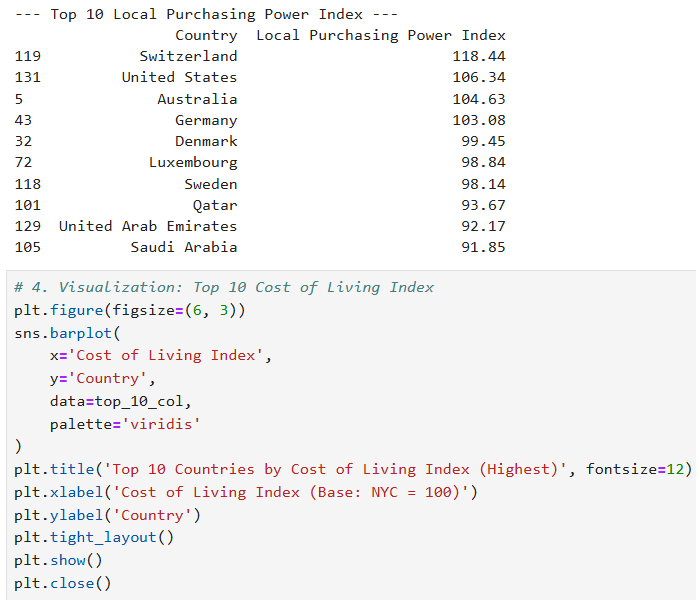 --- Top 10 Local Purchasing Power Index ---
                  Country  Local Purchasing Power Index
119           Switzerland                        118.44
131         United States                        106.34
5               Australia                        104.63
43                Germany                        103.08
32                Denmark                         99.45
72             Luxembourg                         98.84
118                Sweden                         98.14
101                 Qatar                         93.67
129  United Arab Emirates                         92.17
105          Saudi Arabia                         91.85
# 4. Visualization: Top 10 Cost of Living Index
plt.figure(figsize=(6, 3))
sns.barplot(
    x='Cost of Living Index',
    y='Country',
    data=top_10_col,
    palette='viridis'
)
plt.title('Top 10 Countries by Cost of Living Index (Highest)', fontsize=12)
plt.xlabel('Cost of Living Index (Base: NYC = 100)')
plt.ylabel('Country')
plt.tight_layout()
plt.show()
plt.close()